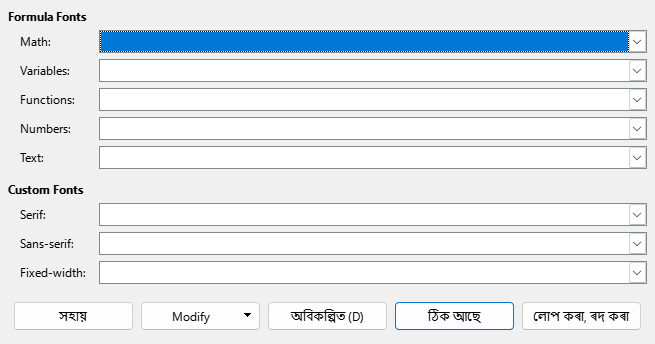 Formula Fonts
Math:
Variables:
Functions:
Numbers:
Text:
Custom Fonts
Serif:
Sans-serif:
Fixed-width:
সহায় Modify অবিকল্পিত (D) ঠিক আছে্ লোপ কৰা, ৰদ কৰা